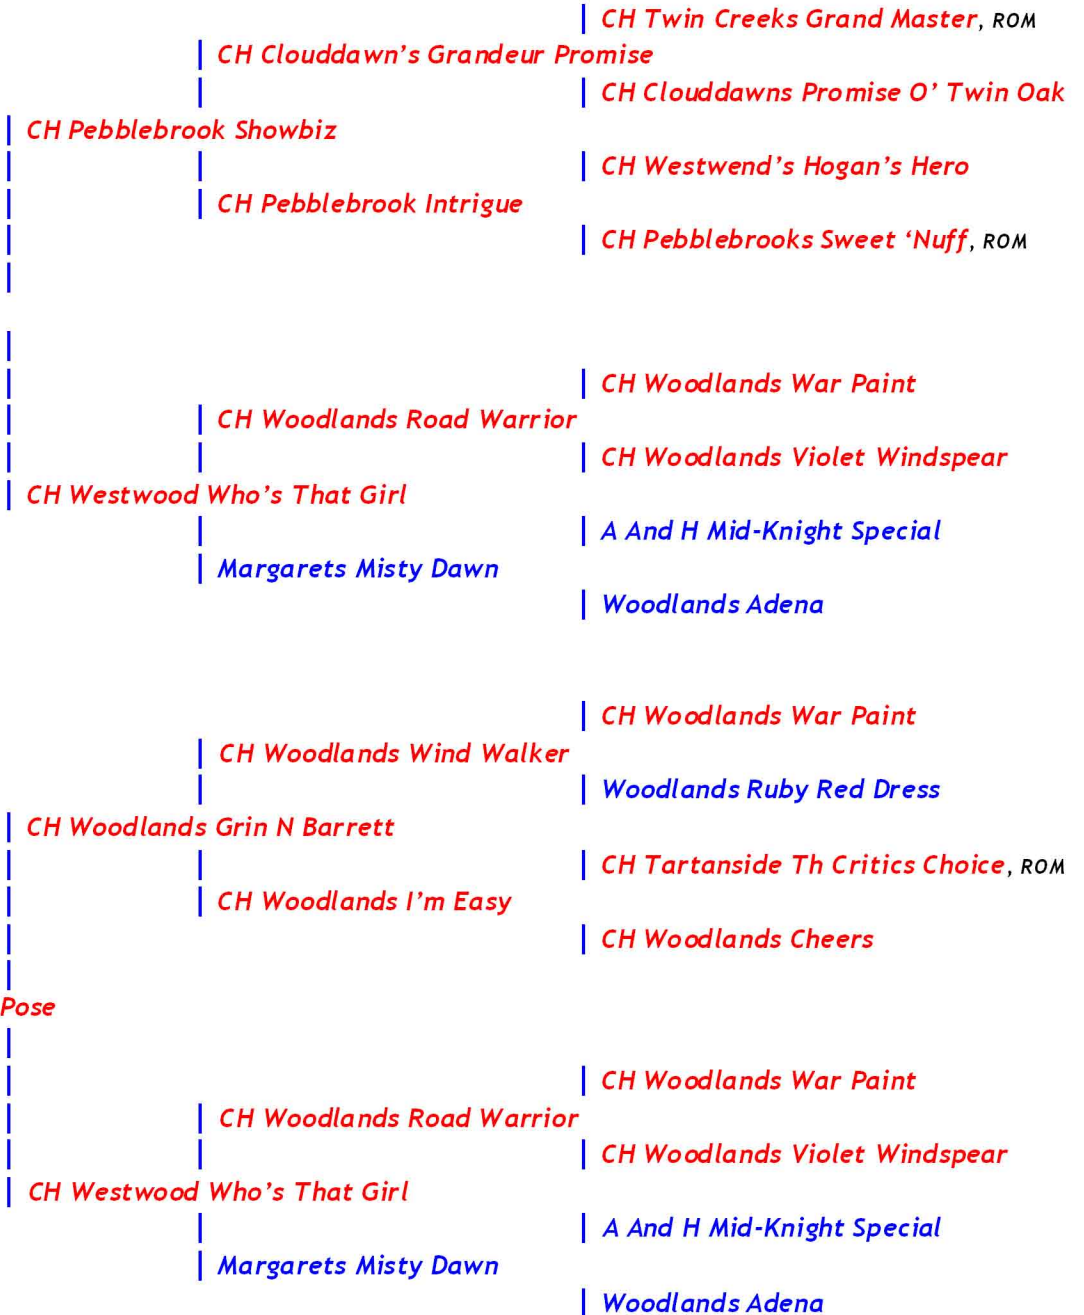 CH Twin Creeks Grand Master, ROM
CH Clouddawn’s Grandeur Promise
CH Clouddawns Promise O’ Twin Oak
CH Pebblebrook Showbiz
CH Westwend’s Hogan’s Hero
CH Pebblebrook Intrigue
CH Pebblebrooks Sweet ‘Nuff, ROM
CH Woodlands War Paint
CH Woodlands Road Warrior
CH Woodlands Violet Windspear
CH Westwood Who’s That Girl
A And H Mid-Knight Special
Margarets Misty Dawn
Woodlands Adena
CH Woodlands War Paint
CH Woodlands Wind Walker
Woodlands Ruby Red Dress
CH Woodlands Grin N Barrett
CH Tartanside Th Critics Choice, ROM
CH Woodlands I’m Easy
CH Woodlands Cheers
Pose
CH Woodlands War Paint
CH Woodlands Road Warrior
CH Woodlands Violet Windspear
CH Westwood Who’s That Girl
A And H Mid-Knight Special
Margarets Misty Dawn
Woodlands Adena